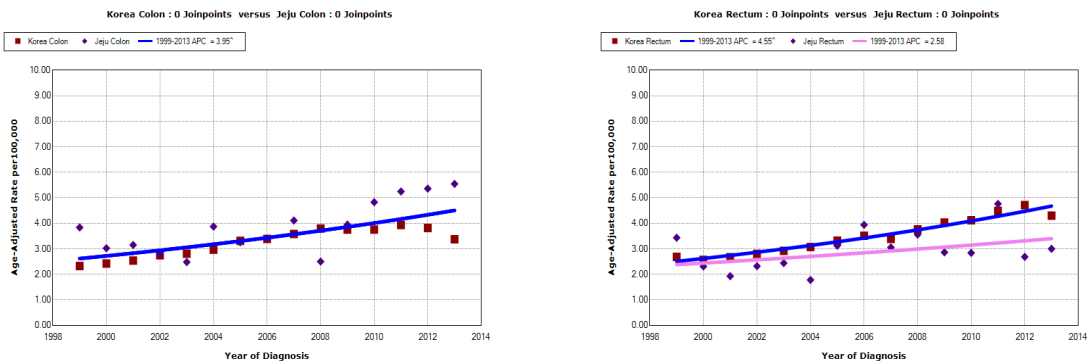 Korea Colon : 0 Joinpoints versus Jeju Colon : 0 Joinpoints
Korea Colon Jeju Colon 1999-2013 APC = 3.95^
10.00
9.00
8.00
7.00
6.00
5.00
4.00
3.00
2.00
1.00
0.00
Age-Adjusted Rate per100,000
1998 2000 2002 2004 2006 2008 2010 2012 2014
Year of Diagnosis
Korea Rectum : 0 Joinpoints versus Jeju Rectum : 0 Joinpoints
Korea Rectum 1999-2013 APC = 4.55^ Jeju Rectum 1999-2013 APC = 2.58
10.00
9.00
8.00
7.00
6.00
5.00
4.00
3.00
2.00
1.00
0.00
Age-Adjusted Rate per100,000
1998 2000 2002 2004 2006 2008 2010 2012 2014
Year of Diagnosis